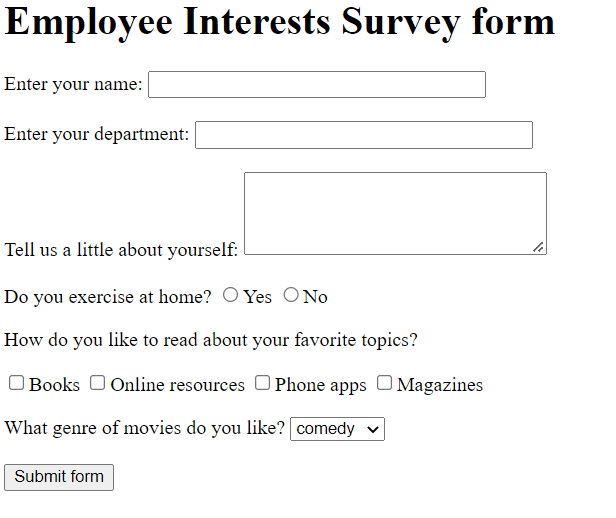 Employee Interests Survey form
Enter your name:
Enter your department:
Tell us a little about yourself:
Do you exercise at home? Yes No
How do you like to read about your favorite topics?
Books Online resources Phone apps Magazines
What genre of movies do you like? comedy
Submit form